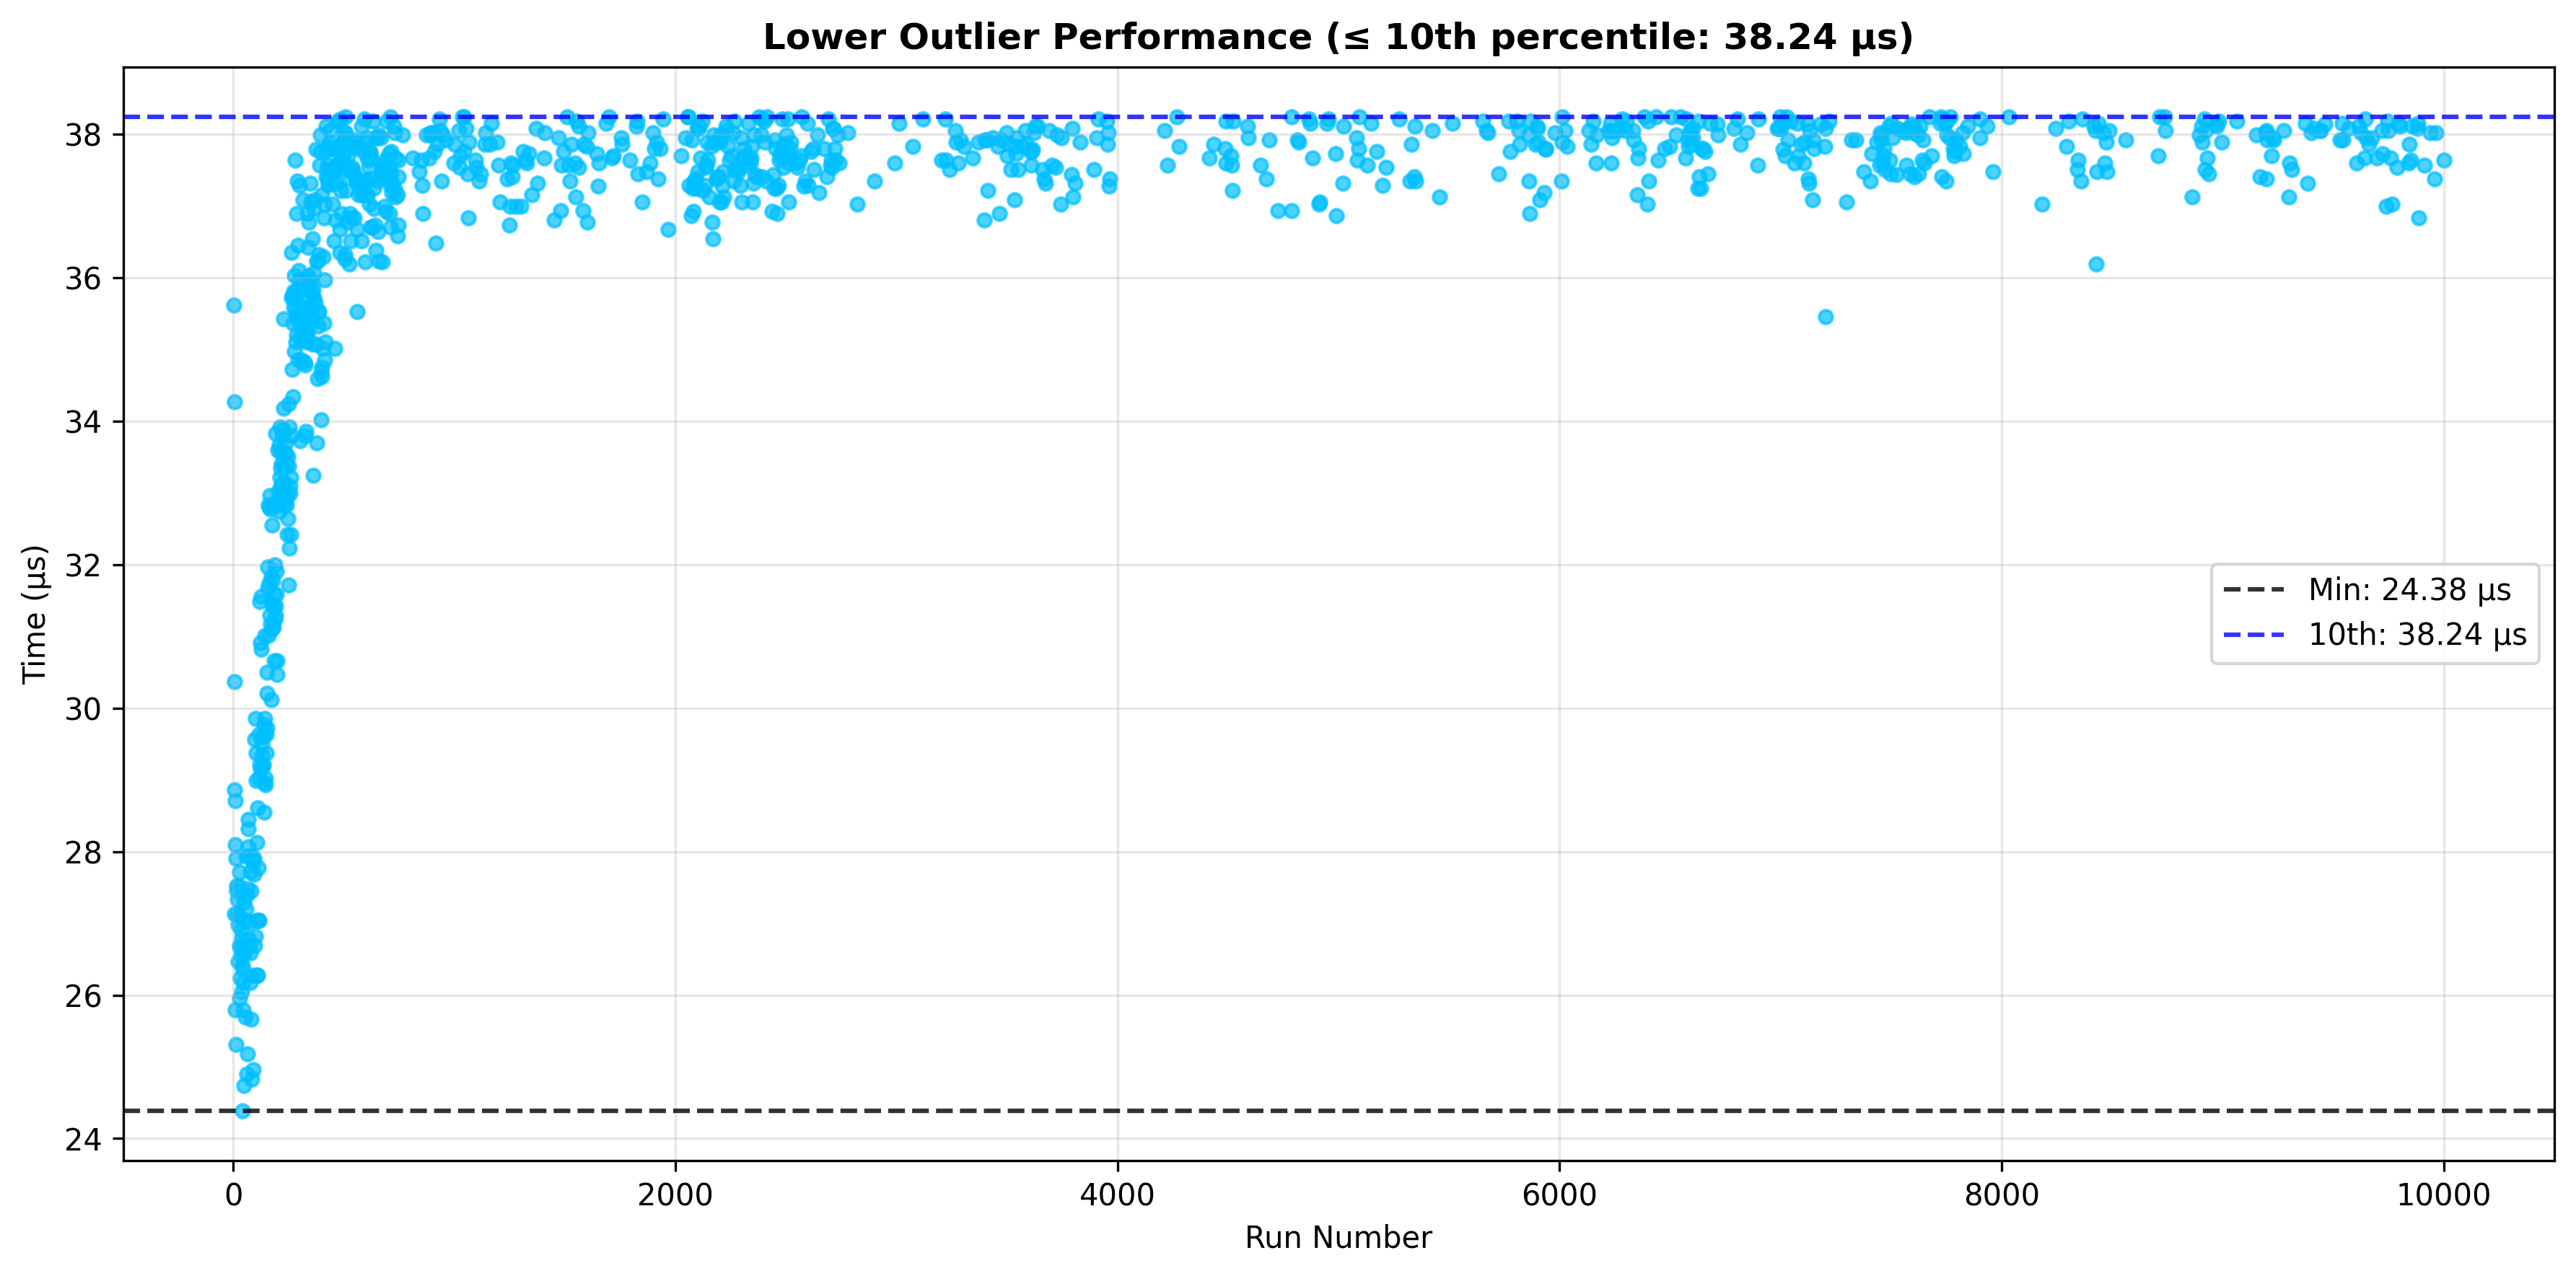 Lower Outlier Performance (≤ 10th percentile: 38.24 μs)
38
36
34
32
30
28
26
24
Time (μs)
Min: 24.38 μs
10th: 38.24 μs
0
2000
4000
6000
8000
10000
Run Number